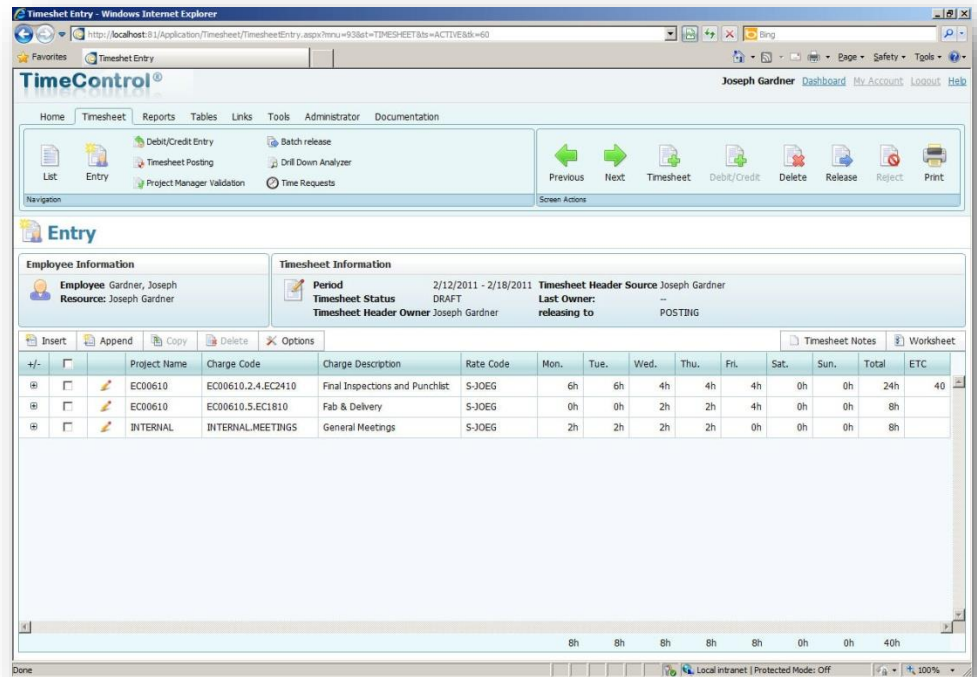 Timeshet Entry - Windows Internet Explorer
http://localhost:81/Application/Timesheet/TimesheetEntry.aspx?mnu=93&st=TIMESHEET&ts=ACTIVE&tk=60
Bing
Favorites Timeshet Entry Page Safety Tools
TimeControl® Joseph Gardner Dashboard My Account Logout Help
Home Timesheet Reports Tables Links Tools Administrator Documentation
Debit/Credit Entry Batch release
Timesheet Posting Drill Down Analyzer
Project Manager Validation Time Requests
List Entry Previous Next Timesheet Debit/Credit Delete Release Reject Print
Navigation Screen Actions
Entry
Employee Information Timesheet Information
Employee Gardner, Joseph Period 2/12/2011 - 2/18/2011 Timesheet Header Source Joseph Gardner
Resource: Joseph Gardner Timesheet Status DRAFT Last Owner: --
Timesheet Header Owner Joseph Gardner releasing to POSTING
Insert Append Copy Delete Options Timesheet Notes Worksheet
+/- Project Name Charge Code Charge Description Rate Code Mon. Tue. Wed. Thu. Fri. Sat. Sun. Total ETC
EC00610 EC00610.2.4.EC2410 Final Inspections and Punchlist S-JOEG 6h 6h 4h 4h 4h 0h 0h 24h 40
EC00610 EC00610.5.EC1810 Fab & Delivery S-JOEG 0h 0h 2h 2h 4h 0h 0h 8h
INTERNAL INTERNAL.MEETINGS General Meetings S-JOEG 2h 2h 2h 2h 0h 0h 0h 8h
8h 8h 8h 8h 8h 0h 0h 40h
Done Local intranet | Protected Mode: Off 100%